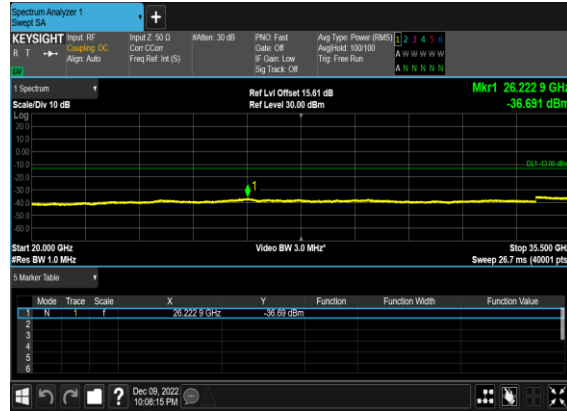 Spectrum Analyzer 1
Swept SA
+
KEYSIGHT Input: RF Input Z: 50 Ω #Atten: 30 dB PNO: Fast Avg Type: Power (RMS) 1 2 3 4 5 6
R T Coupling: DC Corr CCorr Gate: Off Avg|Hold: 100/100 A W W W W W
Align: Auto Freq Ref: Int (S) IF Gain: Low Trig: Free Run
Sig Track: Off A N N N N N
1 Spectrum Ref Lvl Offset 15.61 dB Mkr1 26.222 9 GHz
Scale/Div 10 dB Ref Level 30.00 dBm -36.691 dBm
Log
20.0
10.0
0.00
-10.0 DL1 -13.00 dBm
-20.0
-30.0 1
-40.0
-50.0
-60.0
Start 20.000 GHz Video BW 3.0 MHz* Stop 35.500 GHz
#Res BW 1.0 MHz Sweep 26.7 ms (40001 pts)
5 Marker Table
Mode Trace Scale X Y Function Function Width Function Value
1 N 1 f 26.222 9 GHz -36.69 dBm
2
3
4
5
6
? Dec 09, 2022
10:08:15 PM